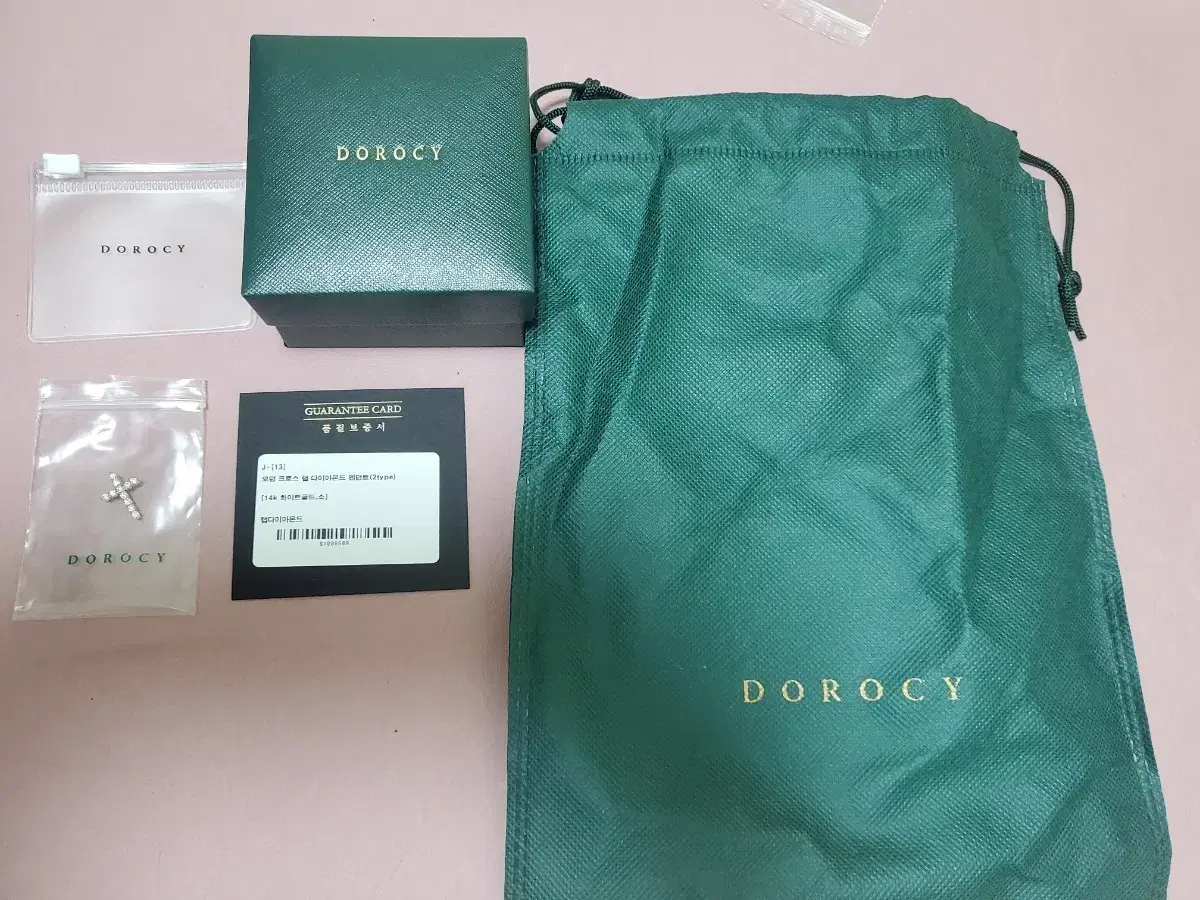 DOROCY
DOROCY
DOROCY
GUARANTEE CARD
품질보증서
J-[13]
모던 크로스 랩 다이아몬드 펜던트(2type)
[14k 화이트골드,소]
랩다이아몬드
DOROCY